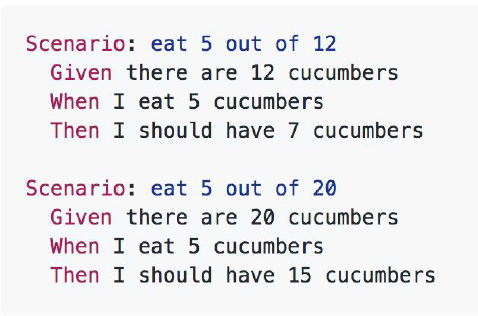 Scenario: eat 5 out of 12
Given there are 12 cucumbers
When I eat 5 cucumbers
Then I should have 7 cucumbers
Scenario: eat 5 out of 20
Given there are 20 cucumbers
When I eat 5 cucumbers
Then I should have 15 cucumbers